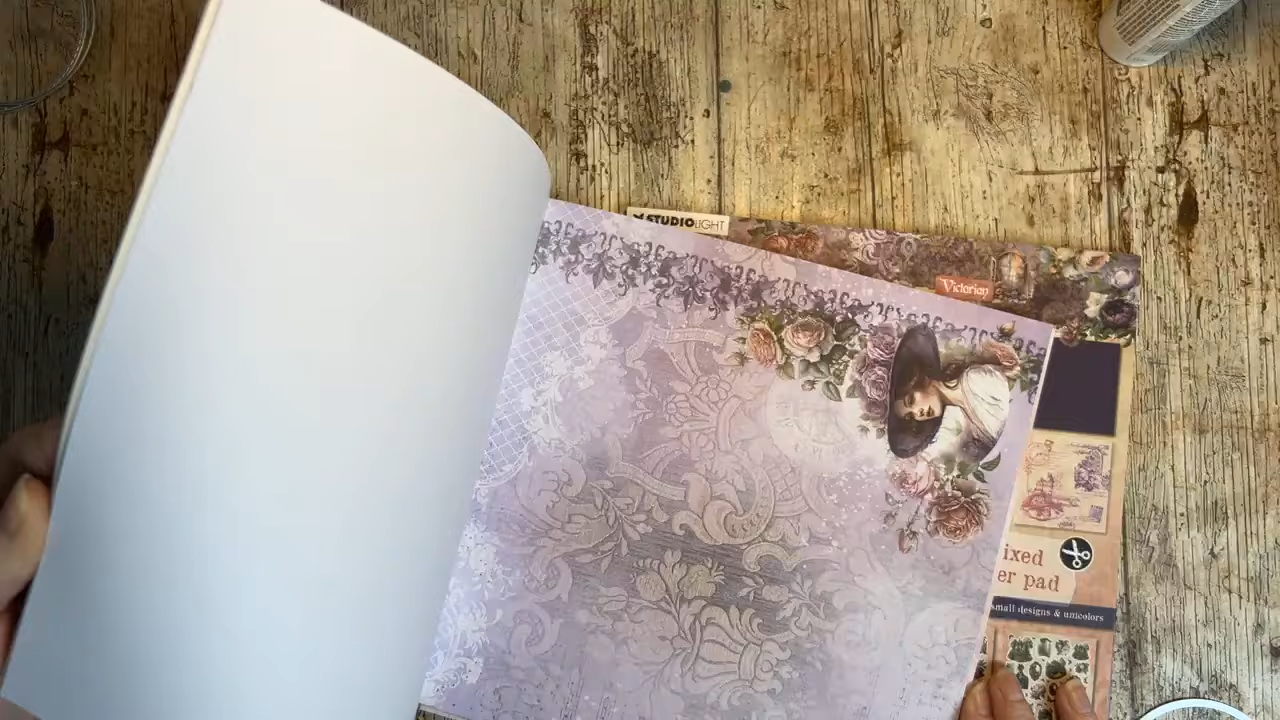 STUDIOLIGHT
Victorian
ixed
er pad
small designs & unicolors